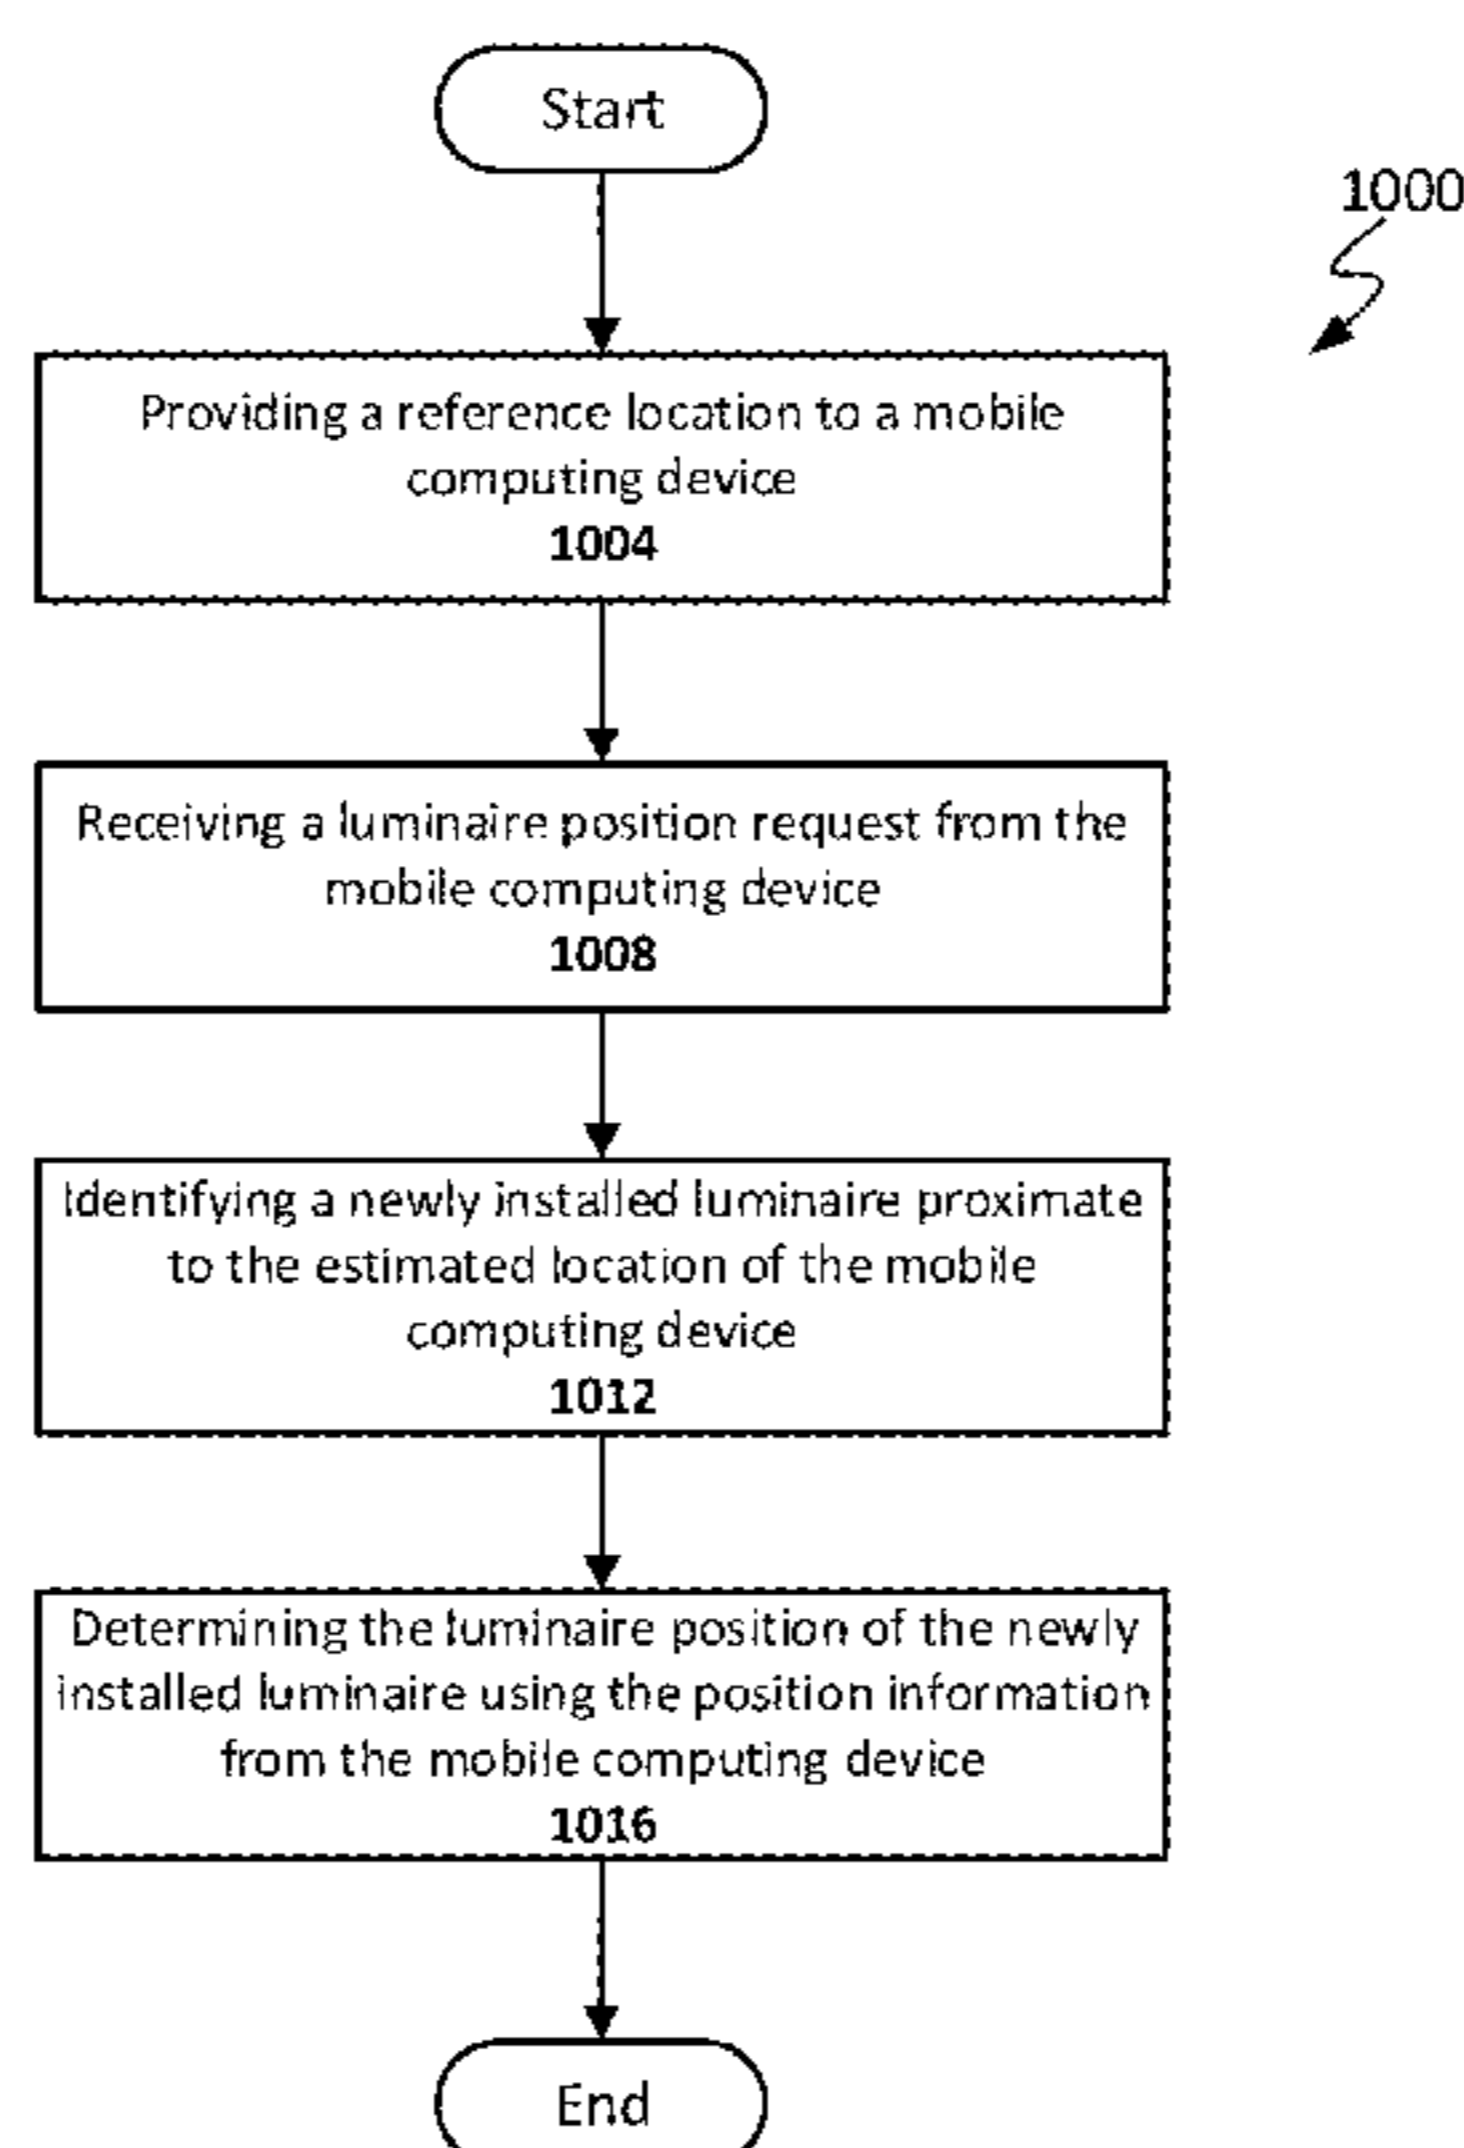 Start
1000
Providing a reference location to a mobile
computing device
1004
Receiving a luminaire position request from the
mobile computing device
1008
Identifying a newly installed luminaire proximate
to the estimated location of the mobile
computing device
1012
Determining the luminaire position of the newly
installed luminaire using the position information
from the mobile computing device
1016
End